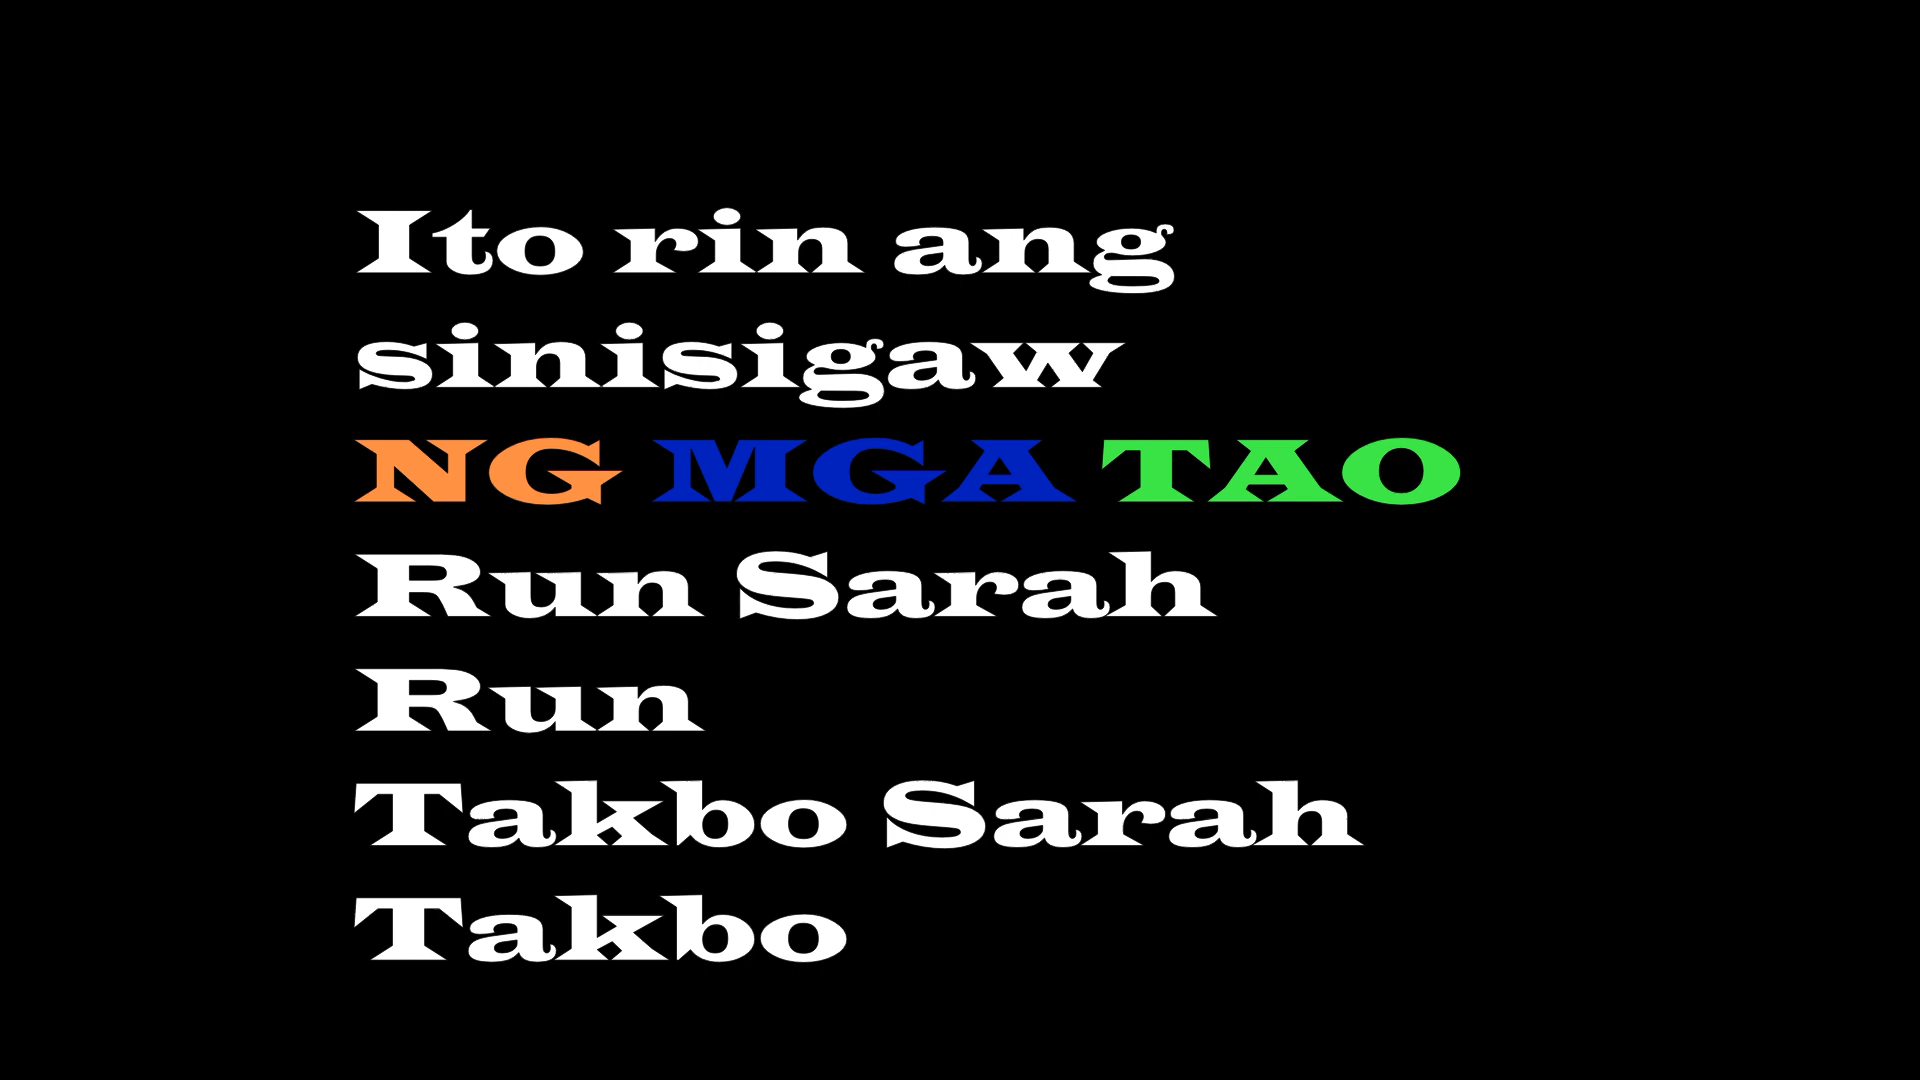 Ito rin ang
sinisigaw
NG MGA TAO
Run Sarah
Run
Takbo Sarah
Takbo